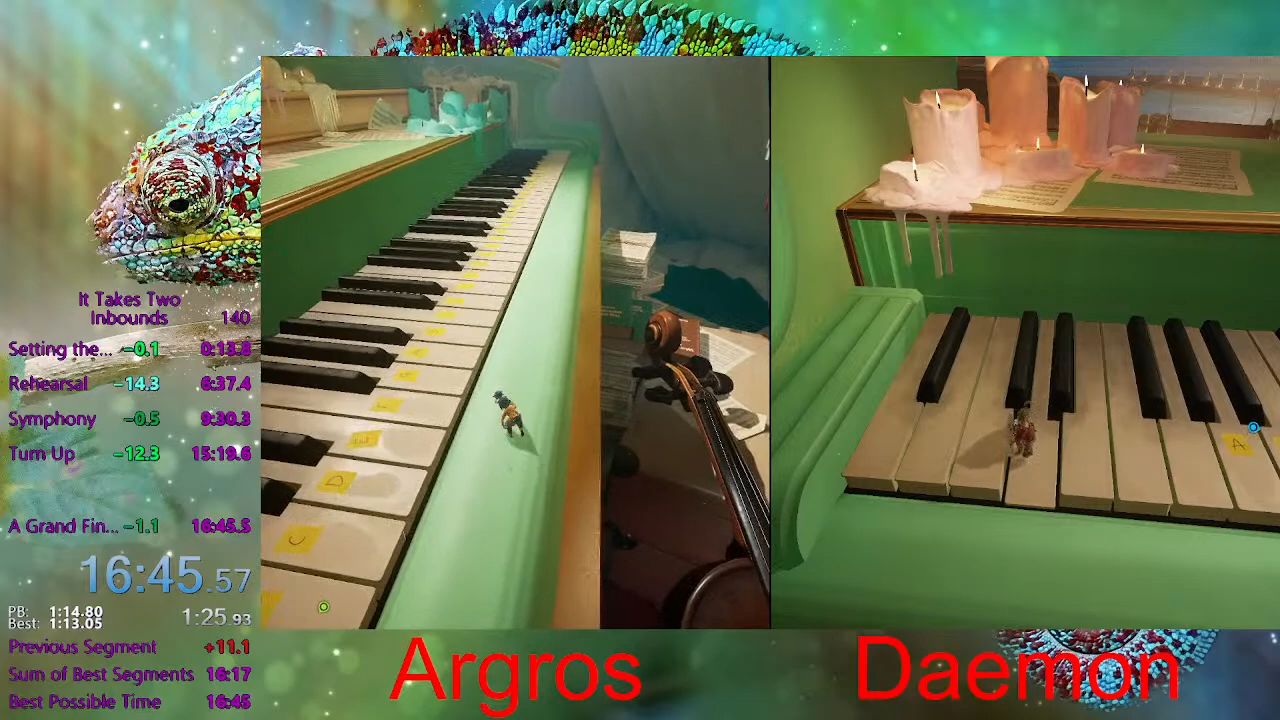 It Takes Two
Inbounds 140
Setting the... −0.1 0:13.8
Rehearsal −14.3 6:37.4
Symphony −0.5 9:30.3
Turn Up −12.3 15:19.6
A Grand Fin... −1.1 16:45.5
16:45.57
PB: 1:14.80
Best: 1:13.05
1:25.93
Previous Segment +11.1
Sum of Best Segments 16:17
Best Possible Time 16:45
E
D
C
A
Argros
Daemon